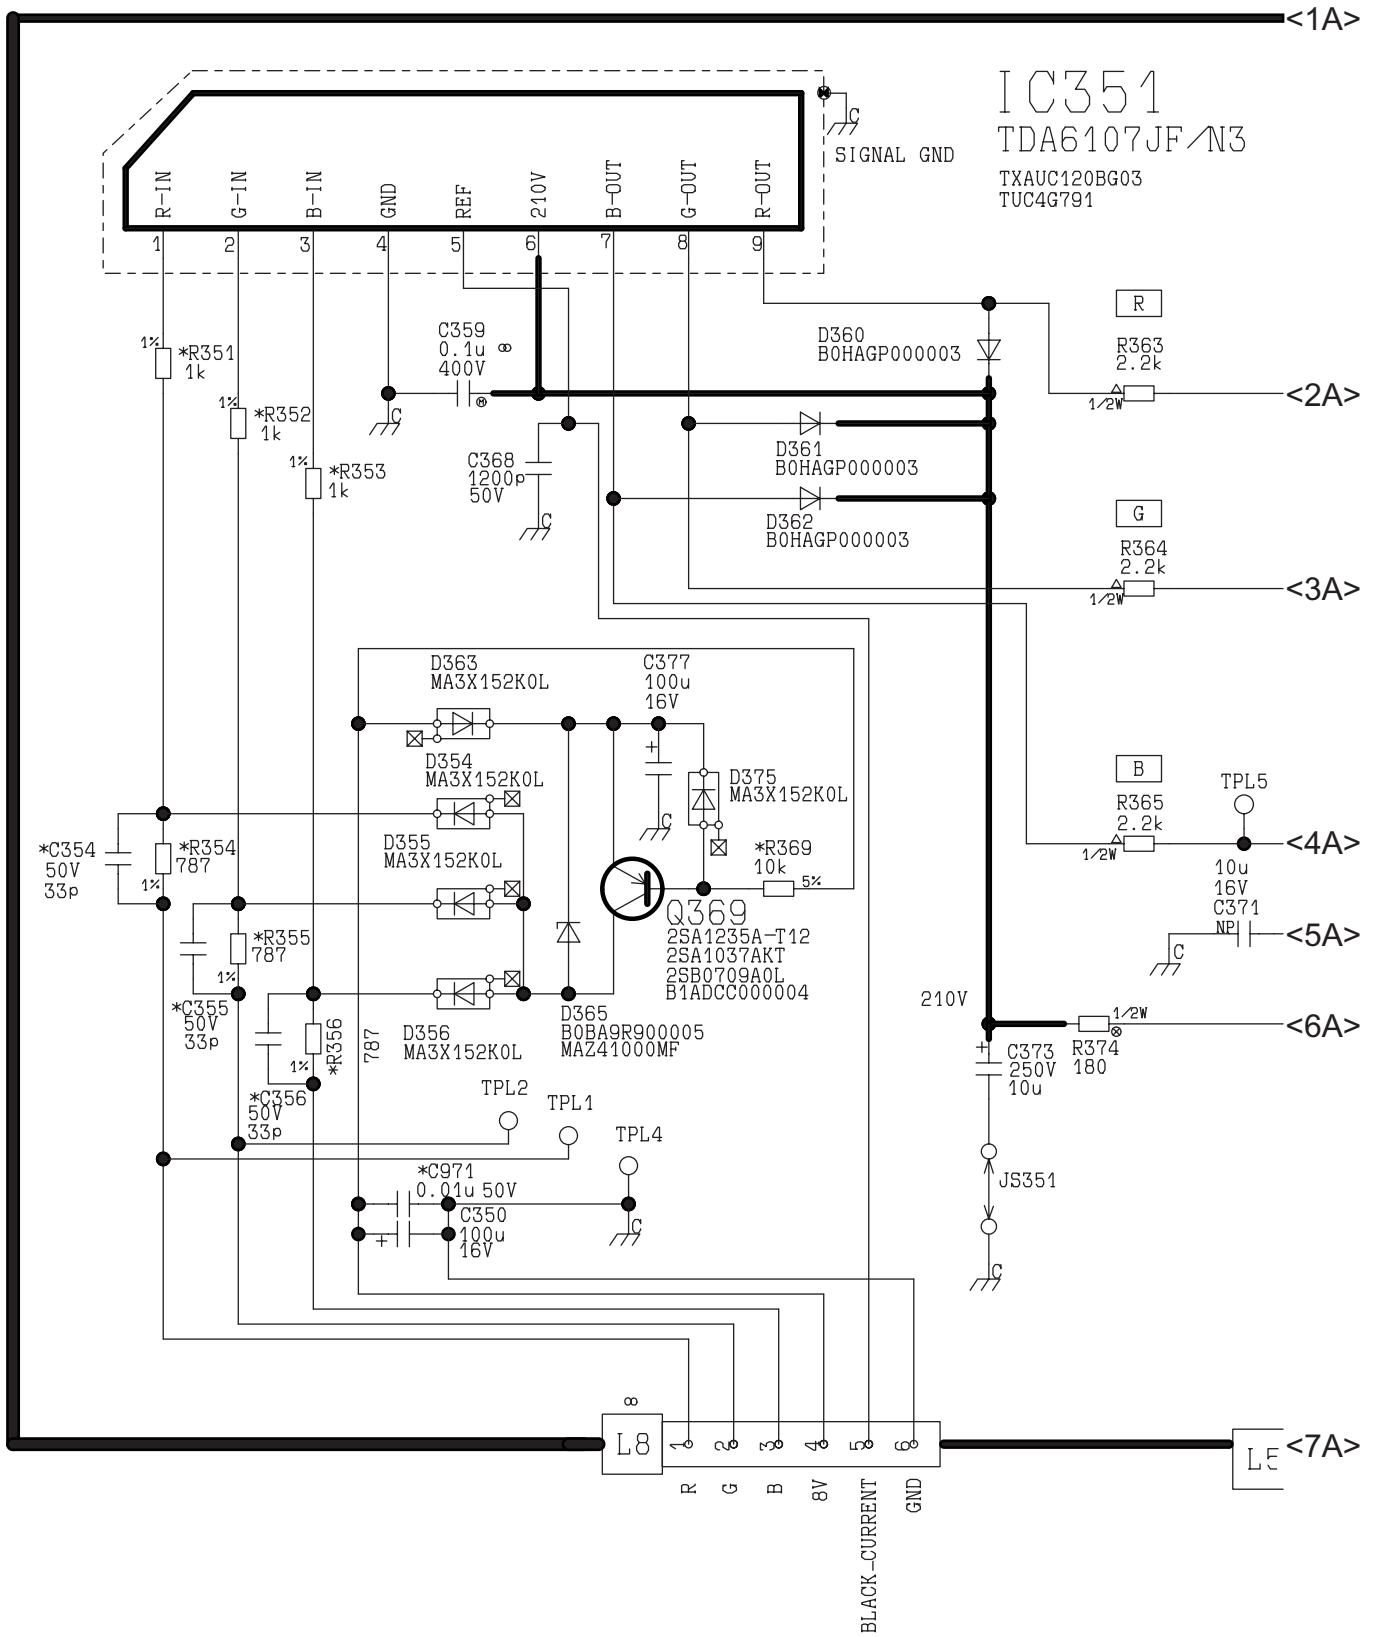 <1A>
IC351
TDA6107JF/N3
TXAUC120BG03
TUC4G791
C
SIGNAL GND
R-IN
G-IN
B-IN
GND
REF
210V
B-OUT
G-OUT
R-OUT
1 2 3 4 5 6 7 8 9
R
R363
2.2k
1/2W
<2A>
D360
B0HAGP000003
C359
0.1u
400V
M
C
1%
*R351
1k
1%
*R352
1k
1%
*R353
1k
C368
1200p
50V
C
D361
B0HAGP000003
D362
B0HAGP000003
G
R364
2.2k
1/2W
<3A>
D363
MA3X152K0L
C377
100u
16V
+
C
D354
MA3X152K0L
D375
MA3X152K0L
B
R365
2.2k
1/2W
TPL5
<4A>
*C354
50V
33p
*R354
787
1%
D355
MA3X152K0L
*R369
10k
5%
10u
16V
C371
NP
C
<5A>
Q369
2SA1235A-T12
2SA1037AKT
2SB0709A0L
B1ADCC000004
*R355
787
1%
*C355
50V
33p
*R356
787
1%
D356
MA3X152K0L
D365
B0BA9R900005
MAZ41000MF
210V
1/2W
<6A>
+
C373
250V
10u
R374
180
*C356
50V
33p
TPL2
TPL1
TPL4
*C971
0.01u 50V
C350
100u
16V
+
C
JS351
C
L8
1 2 3 4 5 6
R
G
B
8V
BLACK-CURRENT
GND
L5
<7A>